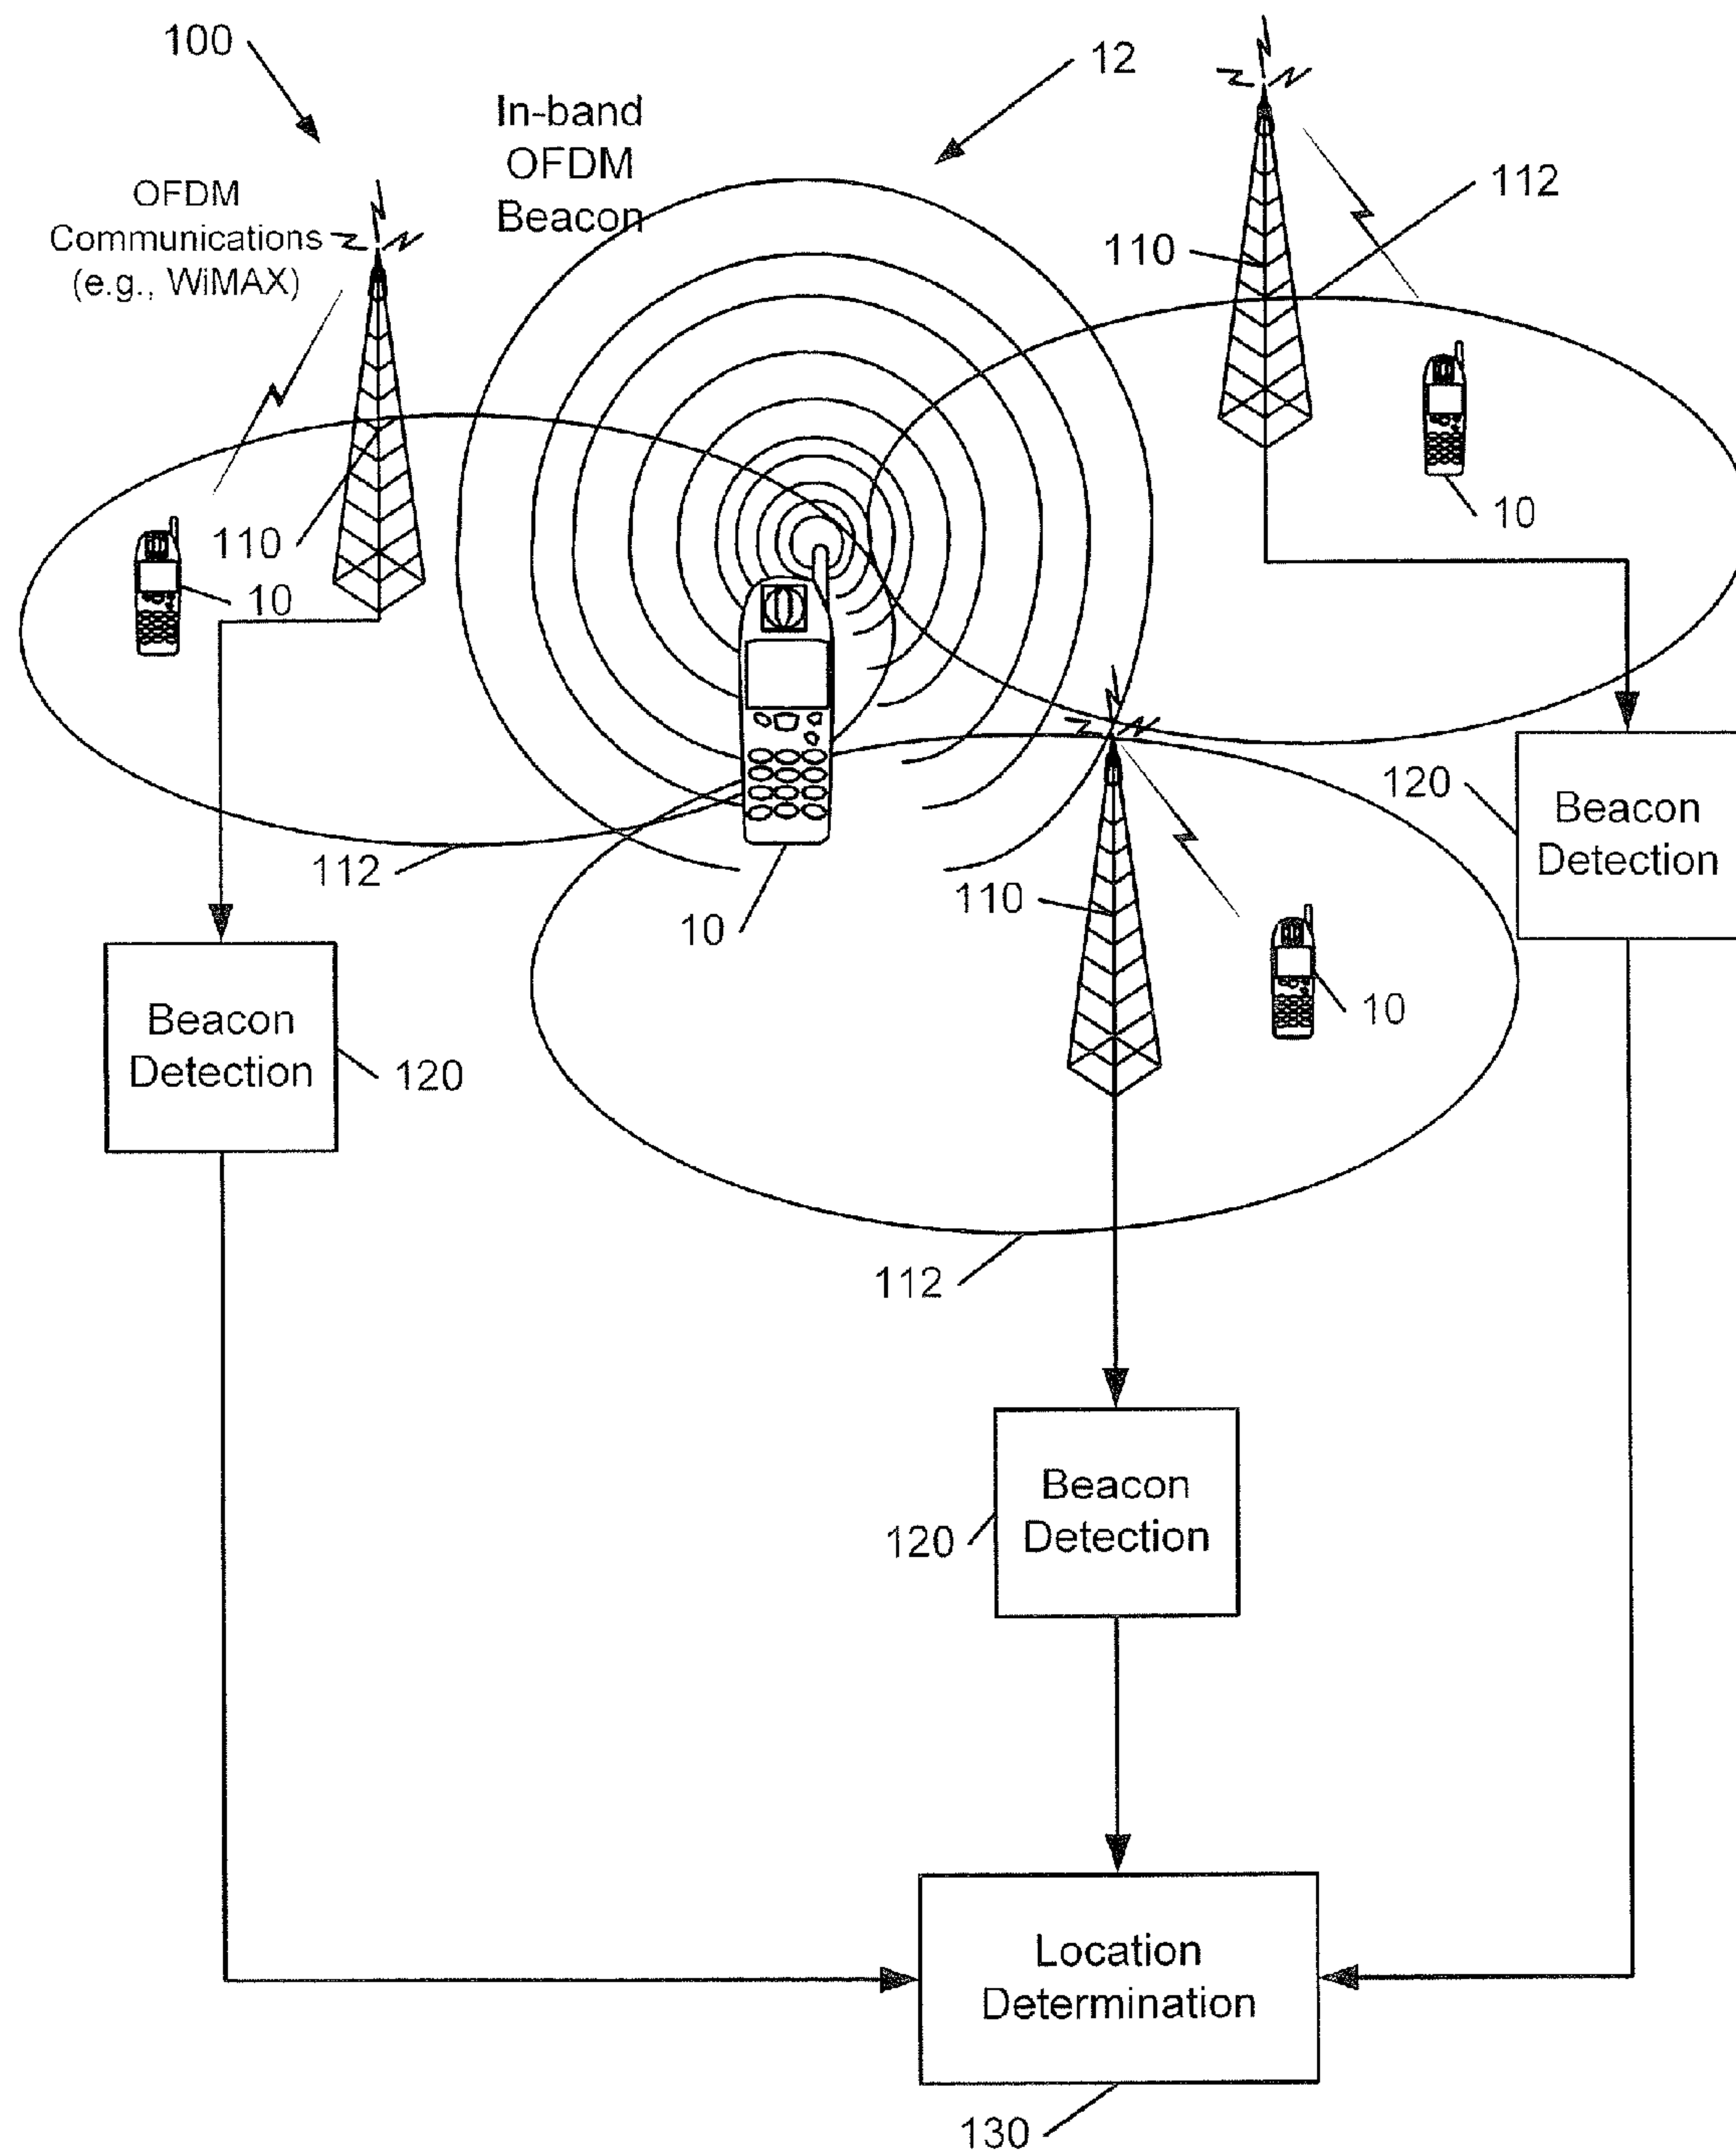 100
12
In-band
OFDM
Beacon
OFDM
Communications
(e.g., WiMAX)
112
110
110
10
10
112
10
110
10
120
Beacon
Detection
Beacon
Detection
120
112
Beacon
Detection
120
Location
Determination
130